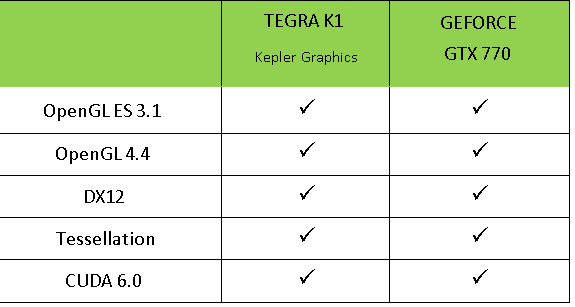 TEGRA K1
Kepler Graphics
GEFORCE
GTX 770
OpenGL ES 3.1 ✓ ✓
OpenGL 4.4 ✓ ✓
DX12 ✓ ✓
Tessellation ✓ ✓
CUDA 6.0 ✓ ✓